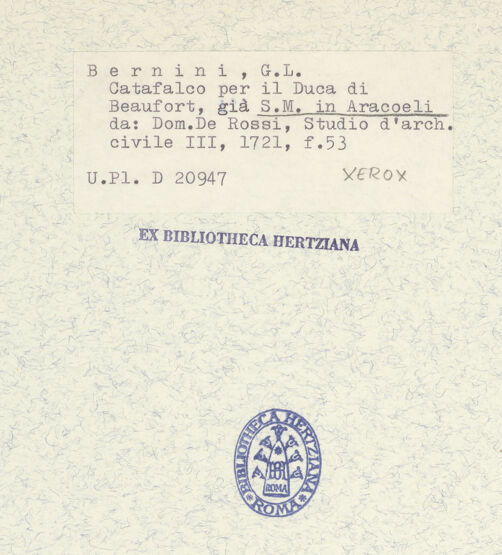 B e r n i n i , G.L.
Catafalco per il Duca di
Beaufort, già S.M. in Aracoeli
da: Dom.De Rossi, Studio d'arch.
civile III, 1721, f.53
U.Pl. D 20947
XEROX
EX BIBLIOTHECA HERTZIANA
BIBLIOTHECA HERTZIANA
BH
ROMA
ROMA